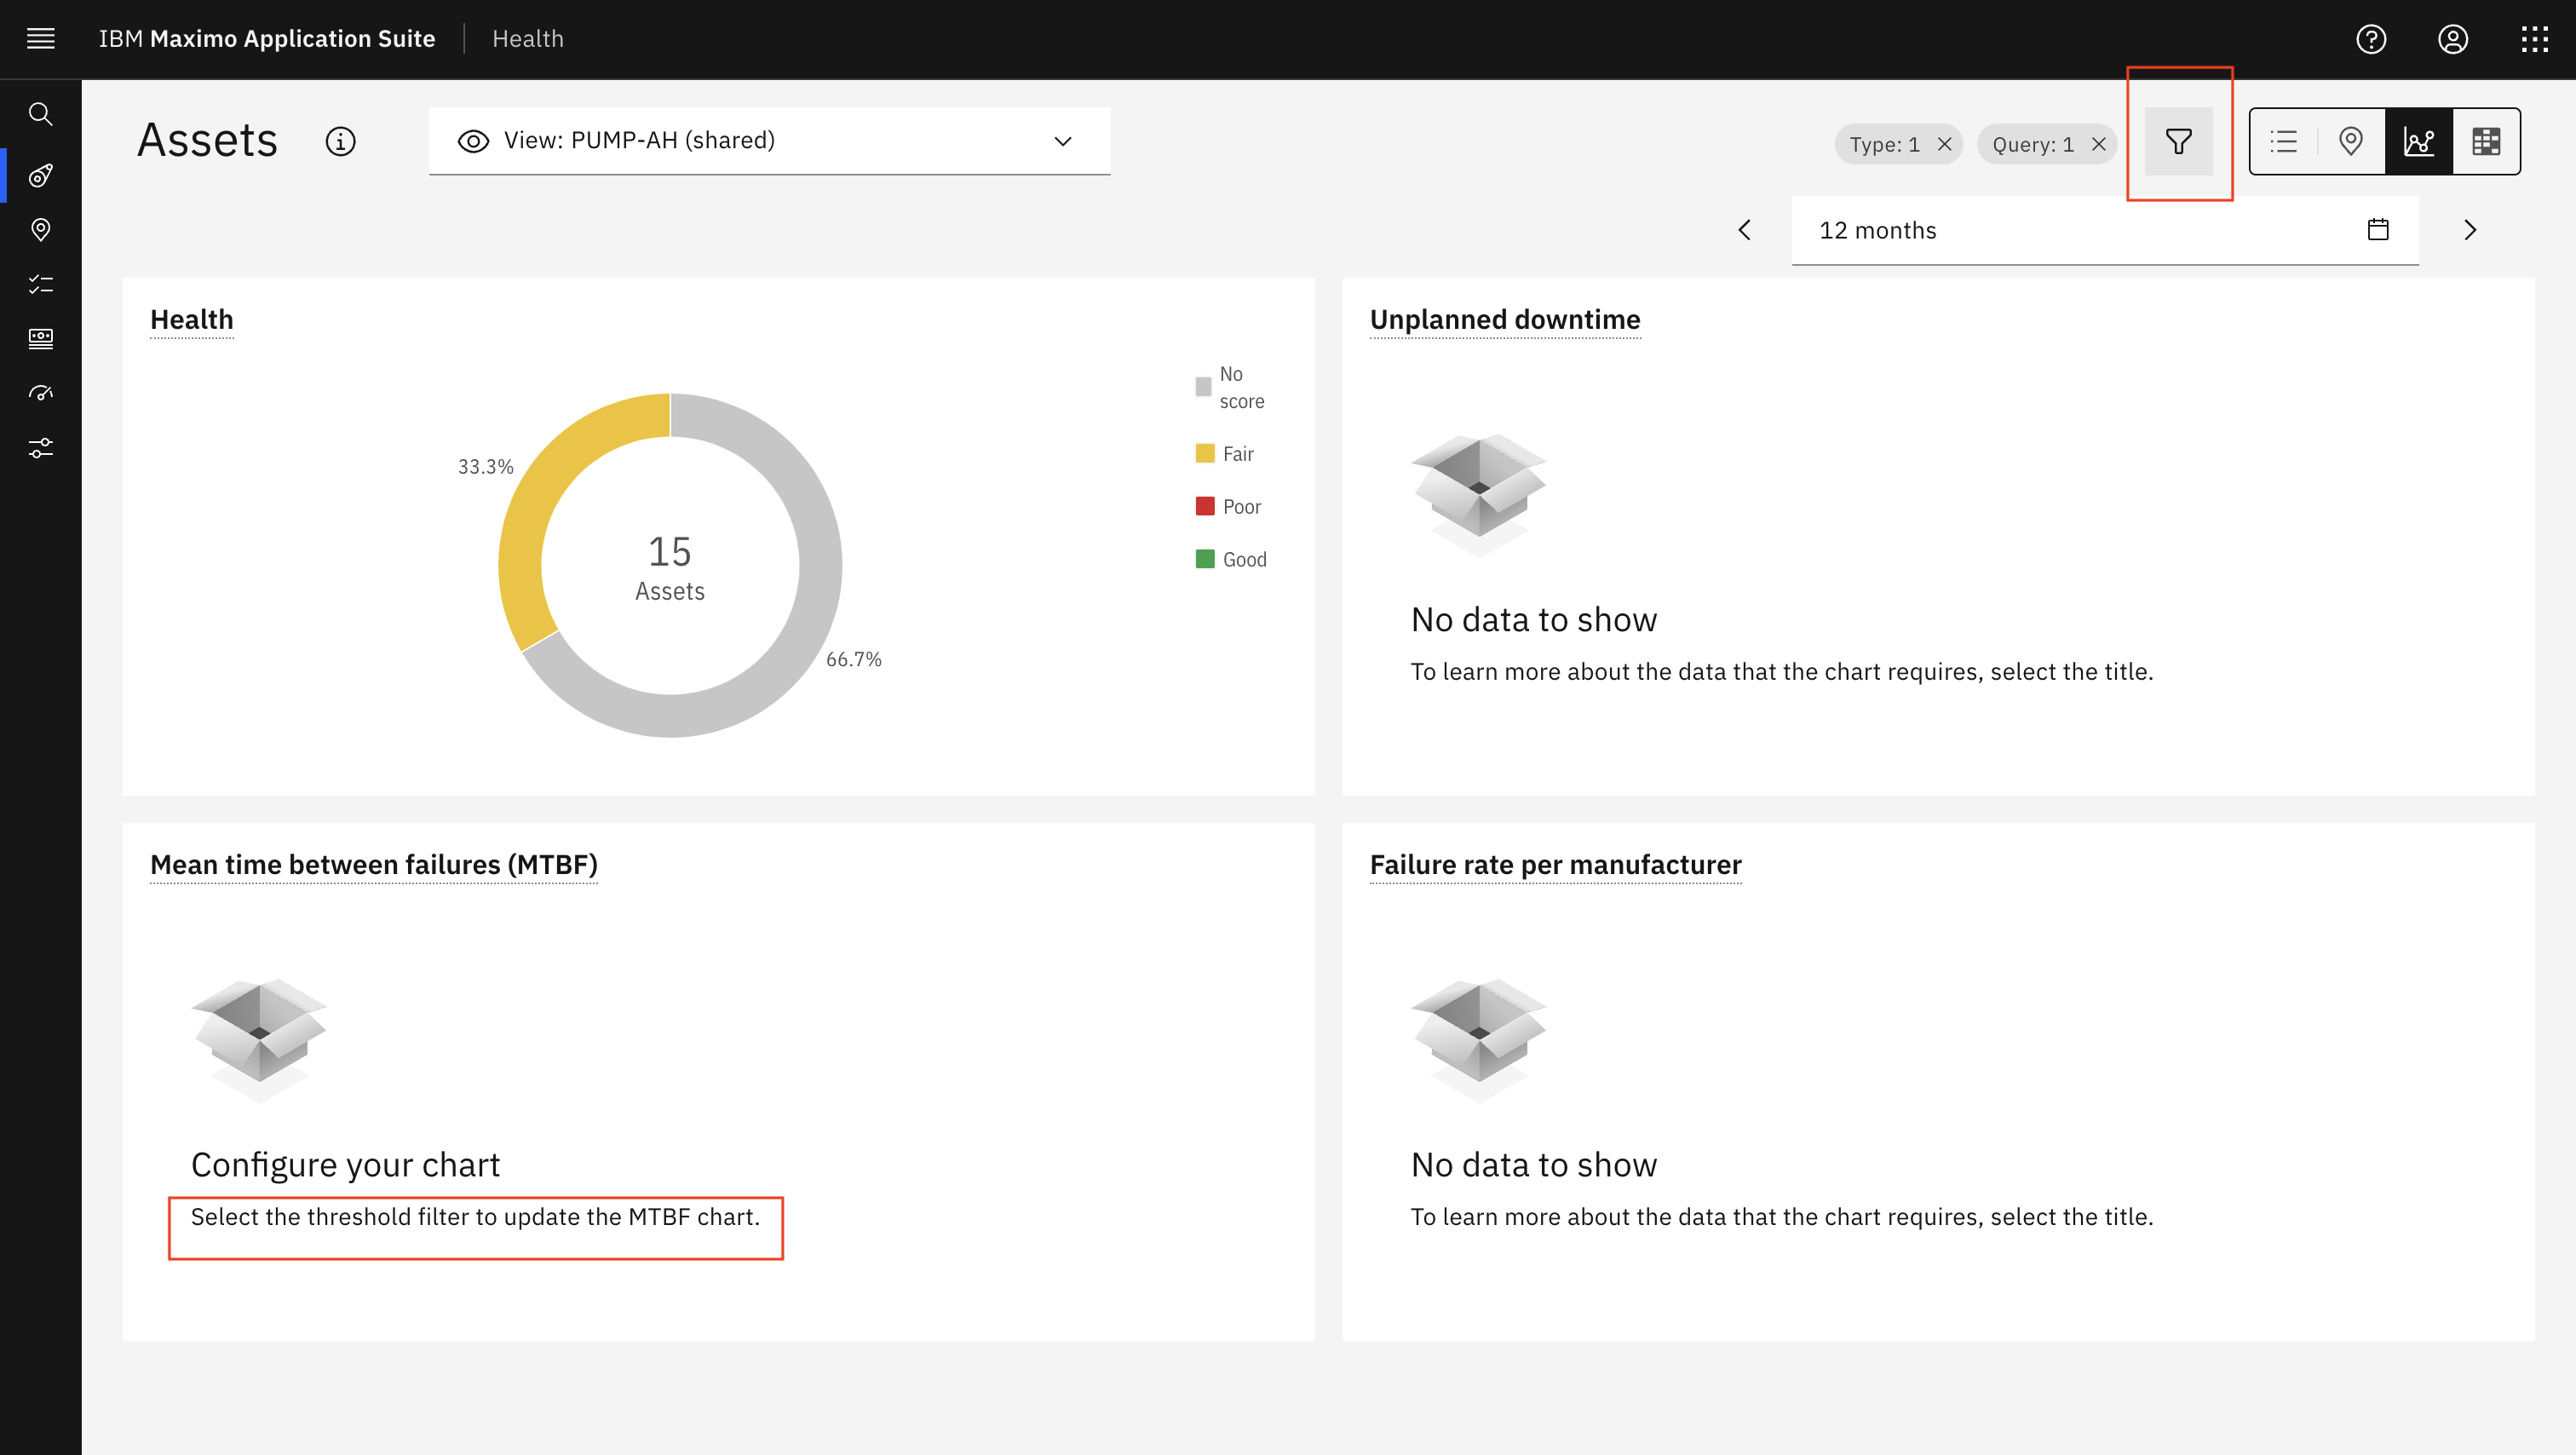 IBM Maximo Application Suite
Health
Assets
View: PUMP-AH (shared)
Type: 1
Query: 1
12 months
Health
33.3%
15
Assets
66.7%
No
score
Fair
Poor
Good
Unplanned downtime
No data to show
To learn more about the data that the chart requires, select the title.
Mean time between failures (MTBF)
Configure your chart
Select the threshold filter to update the MTBF chart.
Failure rate per manufacturer
No data to show
To learn more about the data that the chart requires, select the title.